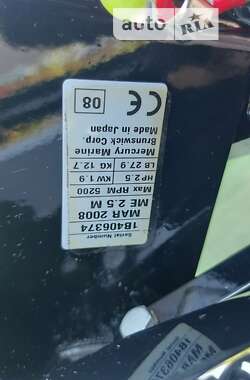 auto RIA
Serial Number
1B406374
MAR 2008
ME 2.5 M
Max RPM 5200
HP 2.5 KW 1.9
LB 27.9 KG 12.7
Mercury Marine
Brunswick Corp.
Made in Japan
CE 08